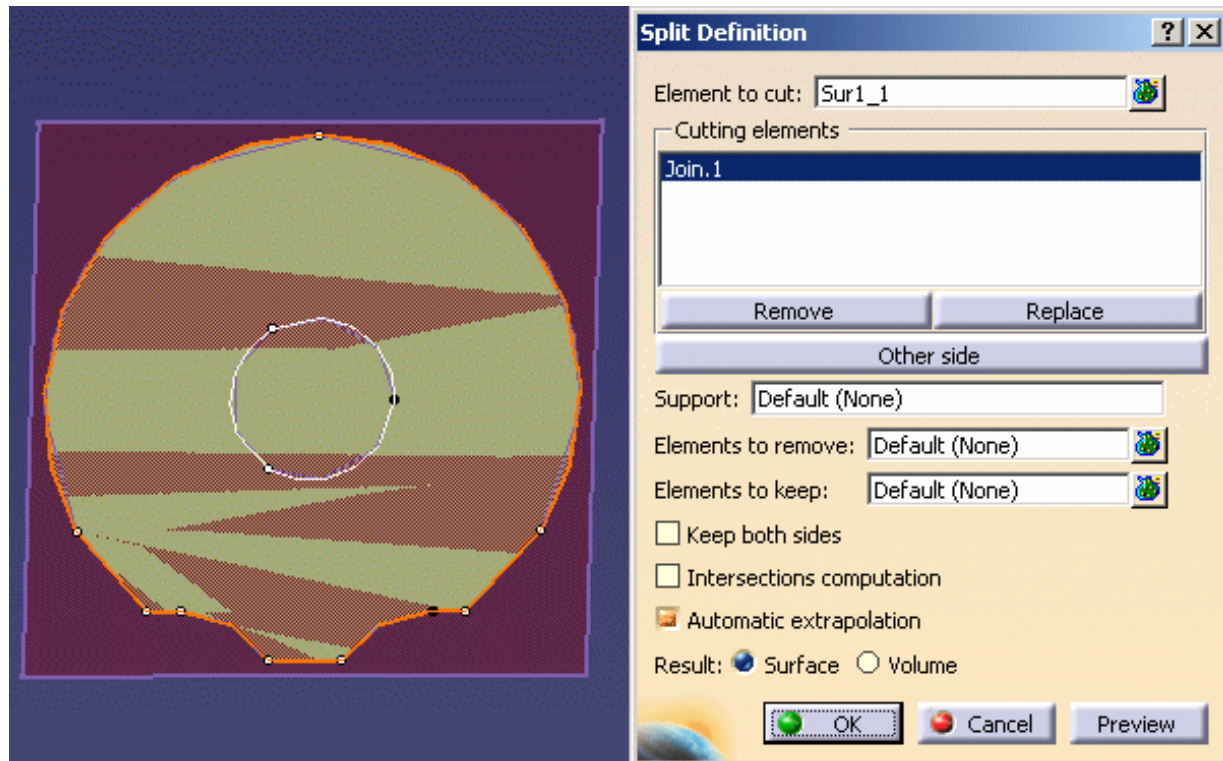 Split Definition
? X
Element to cut: Sur1_1
Cutting elements
Join.1
Remove Replace
Other side
Support: Default (None)
Elements to remove: Default (None)
Elements to keep: Default (None)
Keep both sides
Intersections computation
Automatic extrapolation
Result: Surface Volume
OK Cancel Preview